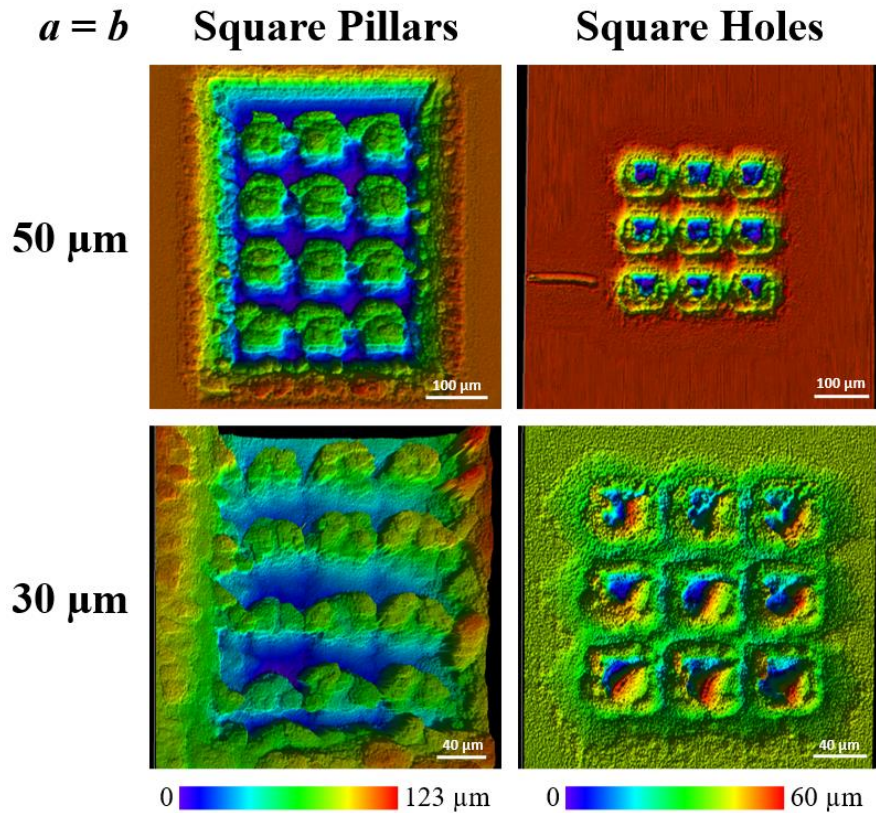 a = b Square Pillars Square Holes
50 µm
100 µm
100 µm
30 µm
40 µm
40 µm
0 123 µm 0 60 µm